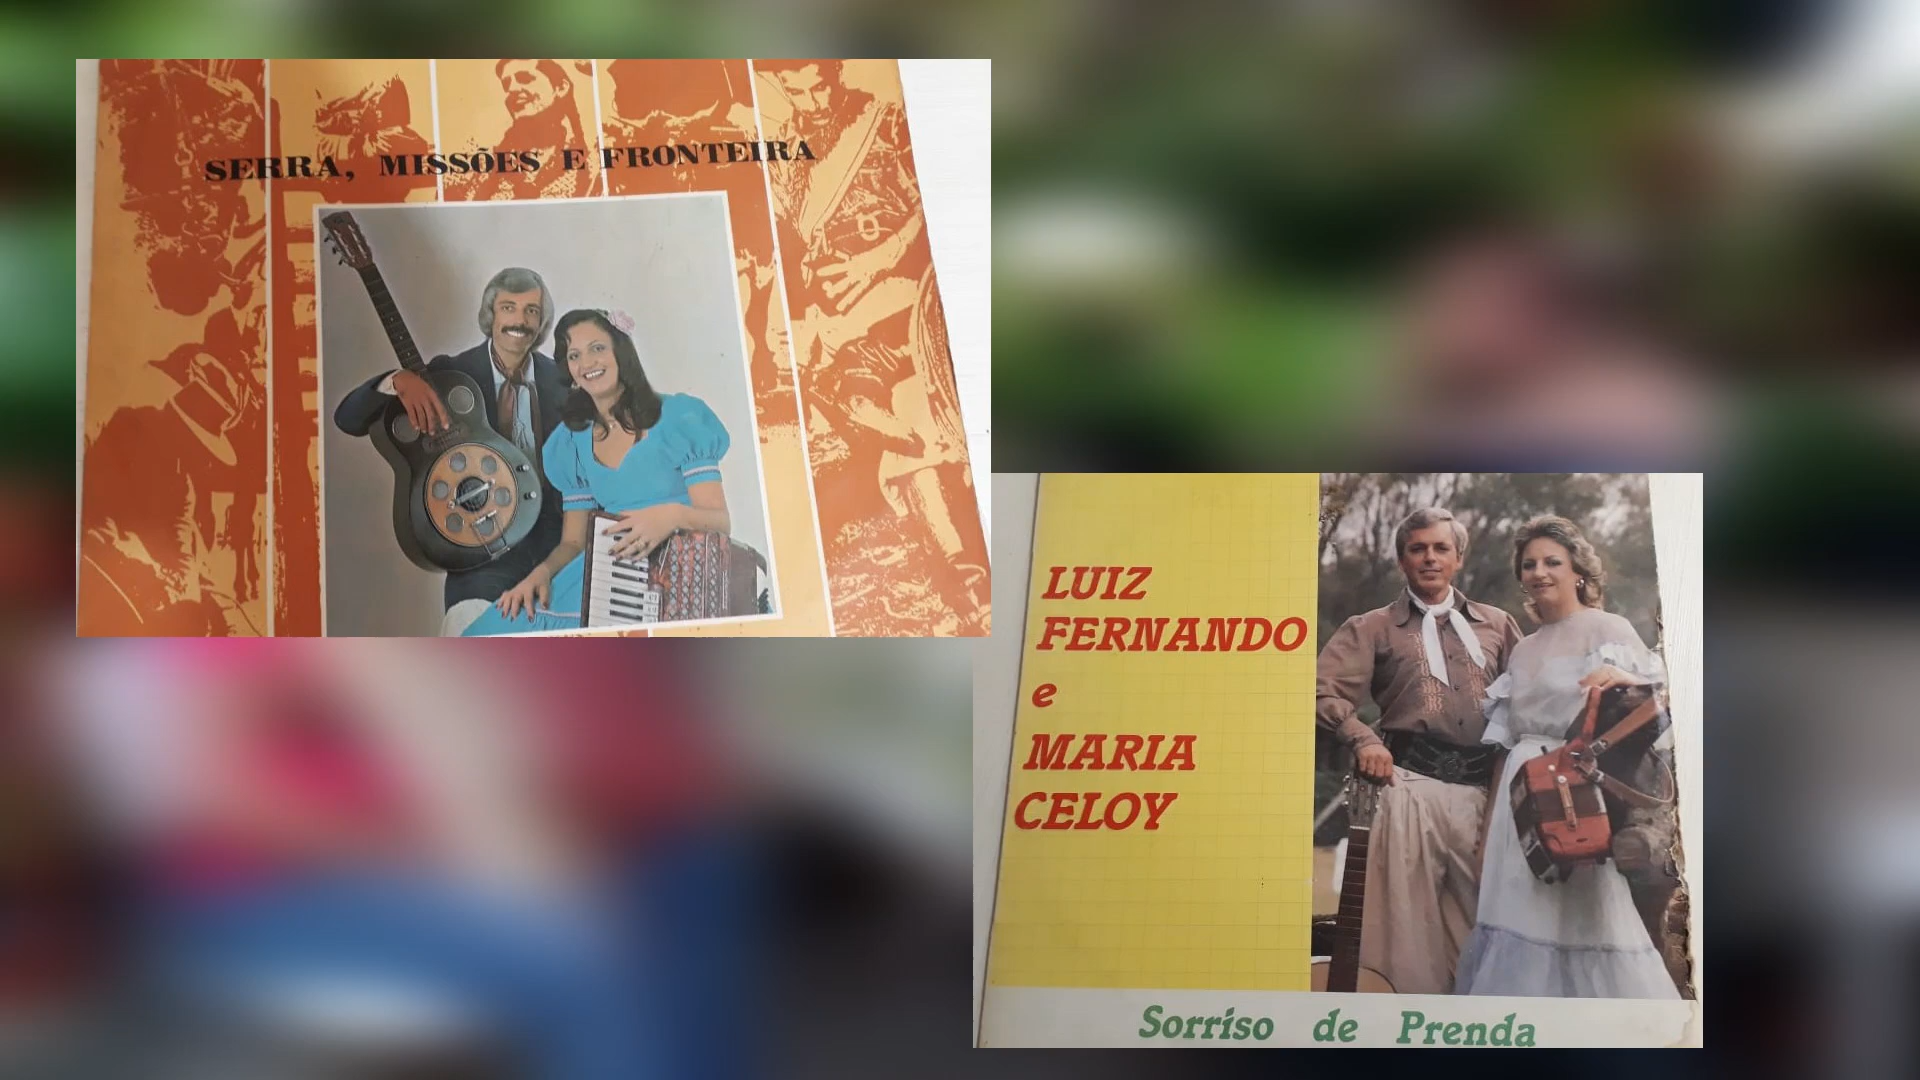 SERRA, MISSÕES E FRONTEIRA
LUIZ
FERNANDO
e
MARIA
CELOY
Sorriso de Prenda